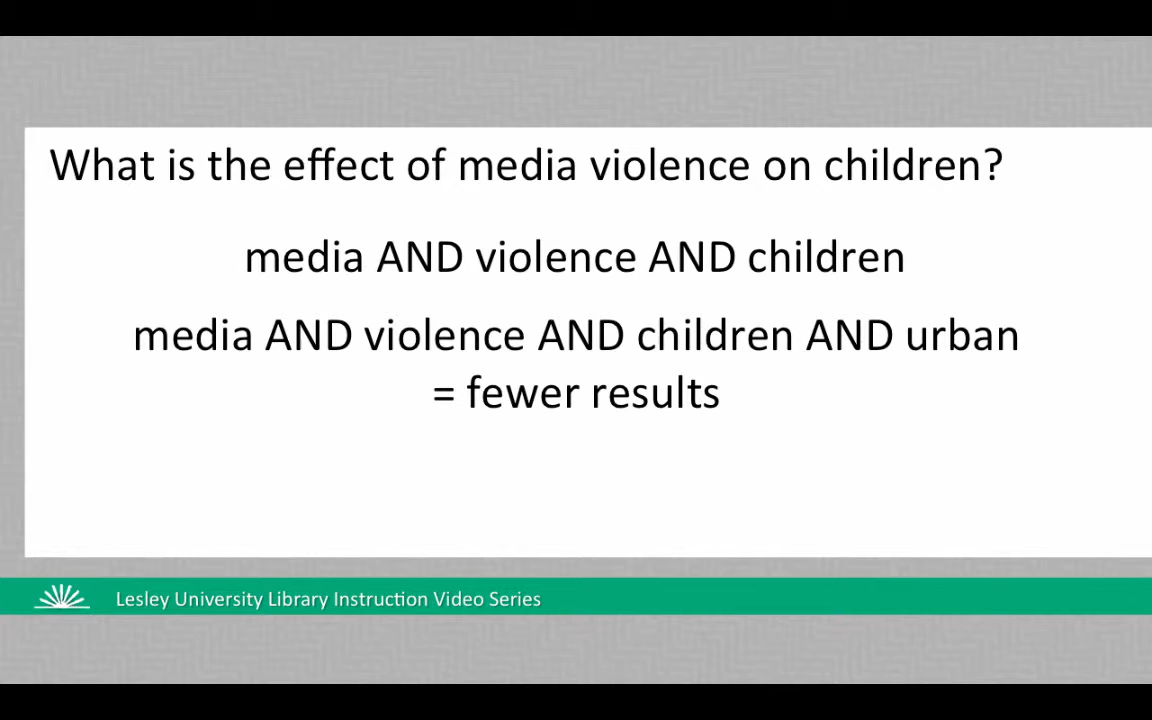 What is the effect of media violence on children?
media AND violence AND children
media AND violence AND children AND urban
= fewer results
Lesley University Library Instruction Video Series